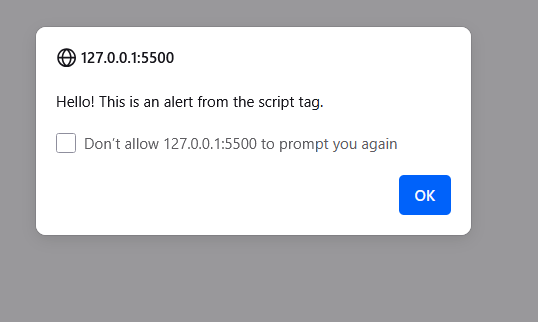 127.0.0.1:5500
Hello! This is an alert from the script tag.
Don’t allow 127.0.0.1:5500 to prompt you again
OK